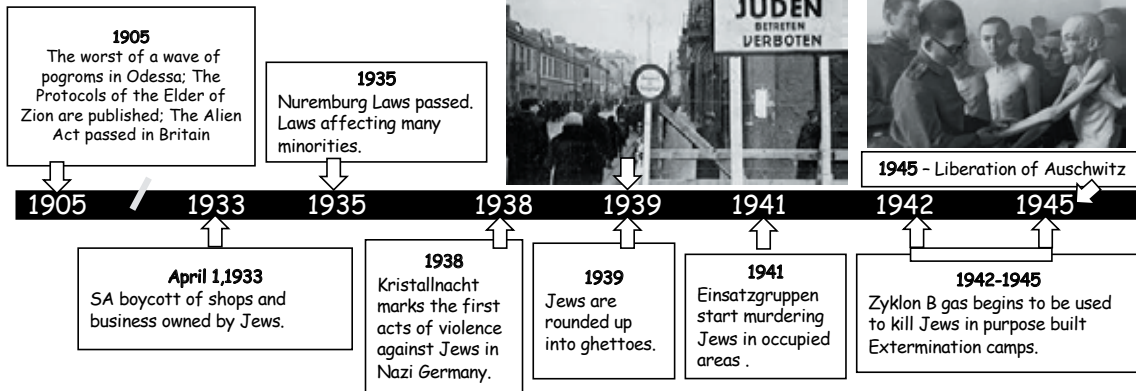 1905
The worst of a wave of
pogroms in Odessa; The
Protocols of the Elder of
Zion are published; The Alien
Act passed in Britain
1935
Nuremburg Laws passed.
Laws affecting many
minorities.
JUDEN
BETRETEN
VERBOTEN
1945 – Liberation of Auschwitz
1905 1933 1935 1938 1939 1941 1942 1945
April 1,1933
SA boycott of shops and
business owned by Jews.
1938
Kristallnacht
marks the first
acts of violence
against Jews in
Nazi Germany.
1939
Jews are
rounded up
into ghettoes.
1941
Einsatzgruppen
start murdering
Jews in occupied
areas .
1942-1945
Zyklon B gas begins to be used
to kill Jews in purpose built
Extermination camps.